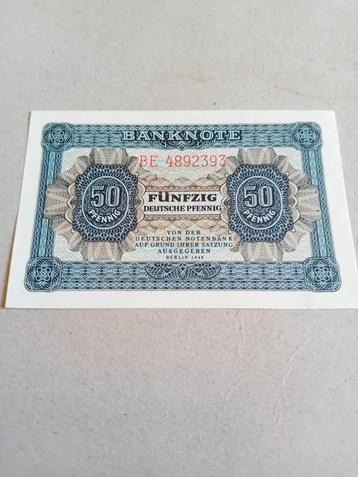 BANKNOTE
BE 4892393
50 FÜNFZIG 50
PFENNIG DEUTSCHE PFENNIG PFENNIG
VON DER
DEUTSCHEN NOTENBANK
AUF GRUND IHRER SATZUNG
AUSGEGEBEN
BERLIN 1948